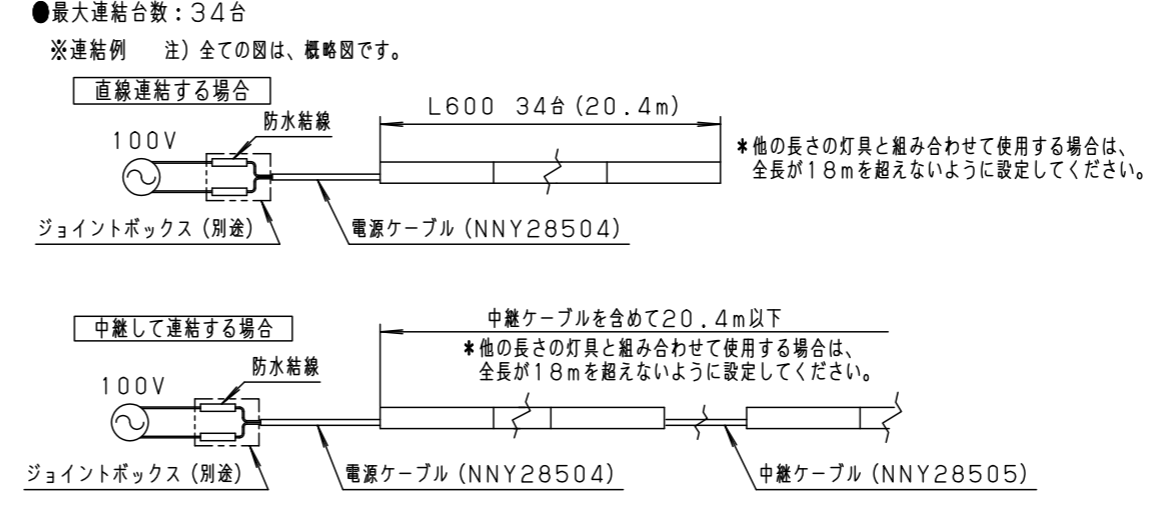 ●最大連結台数：34台
※連結例　注）全ての図は、概略図です。
直線連結する場合
防水結線
100V
L600 34台（20.4m）
＊他の長さの灯具と組み合わせて使用する場合は、
全長が18mを超えないように設定してください。
ジョイントボックス（別途）
電源ケーブル（NNY28504）
中継して連結する場合
中継ケーブルを含めて20.4m以下
＊他の長さの灯具と組み合わせて使用する場合は、
全長が18mを超えないように設定してください。
防水結線
100V
ジョイントボックス（別途）
電源ケーブル（NNY28504）
中継ケーブル（NNY28505）